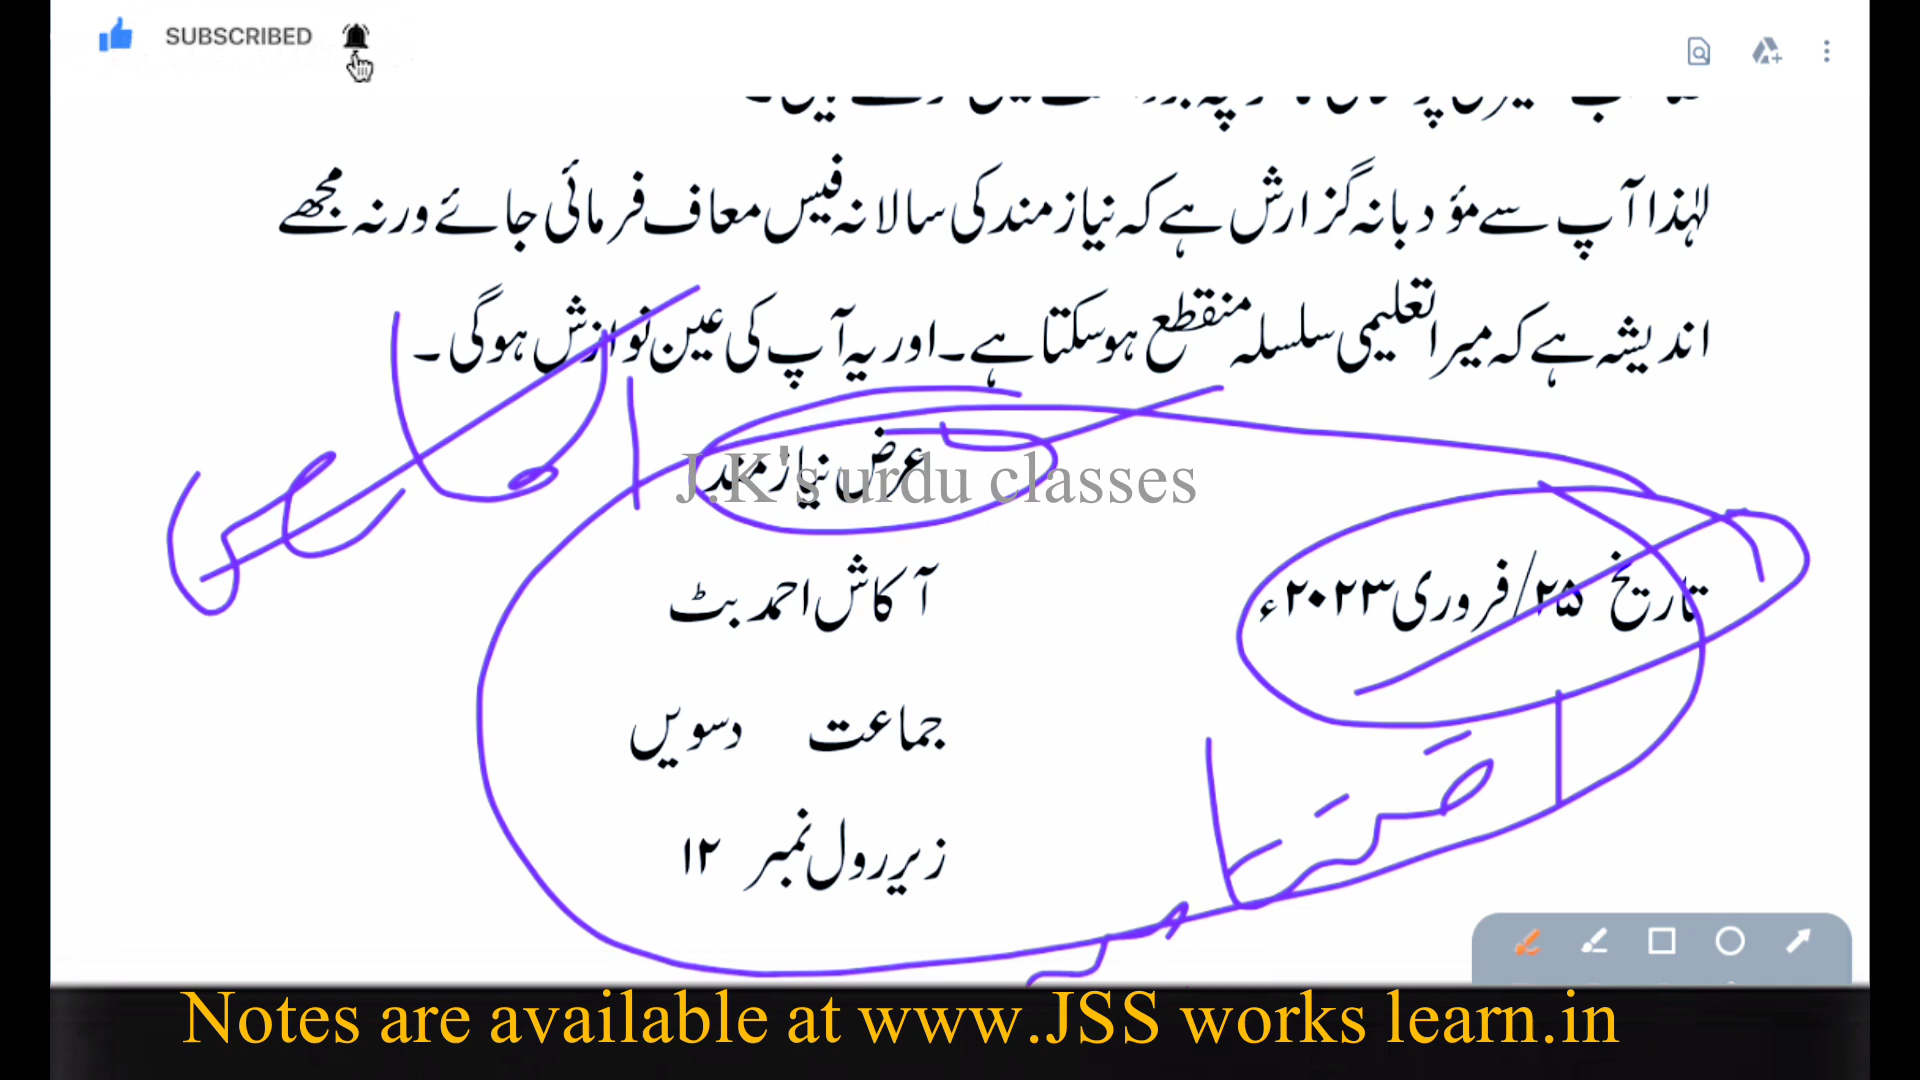 SUBSCRIBED
لہٰذا آپ سے مؤدبانہ گزارش ہے کہ نیازمند کی سالانہ فیس معاف فرمائی جائے ورنہ مجھے
اندیشہ ہے کہ میرا تعلیمی سلسلہ منقطع ہوسکتا ہے۔ اور یہ آپ کی عین نوازش ہوگی۔
عرض نیازمند
J.K's urdu classes
تاریخ ۲۵/فروری ۲۰۲۳ء
آکاش احمد بٹ
جماعت دسویں
زیر رول نمبر ۱۲
Notes are available at www.JSS works learn.in